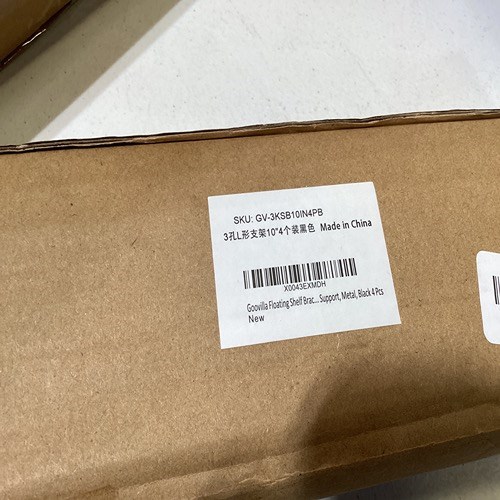 SKU: GV-3KSB10IN4PB
3孔L形支架10"4个装黑色 Made in China
X0043EXMDH
Goovilla Floating Shelf Brac... Support, Metal, Black 4 Pcs
New